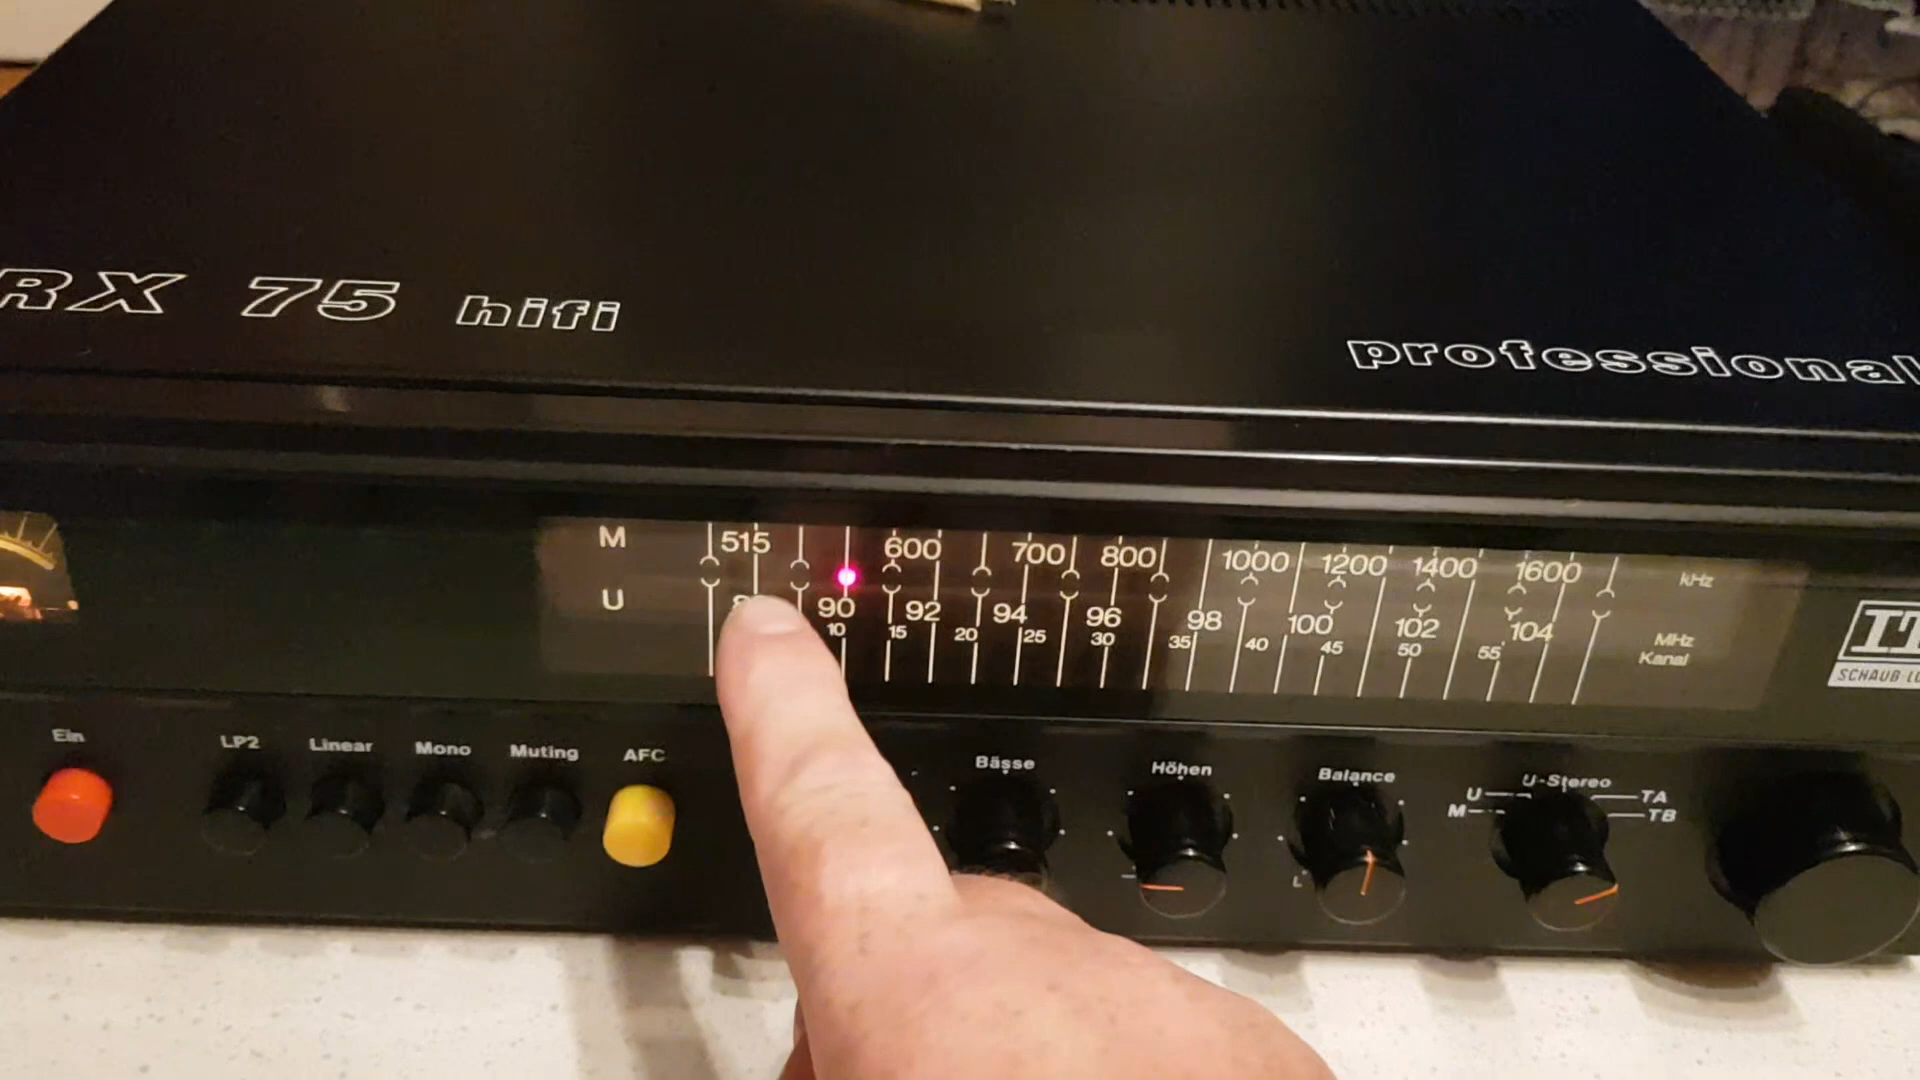 RX 75 hifi
professional
M 515 600 700 800 1000 1200 1400 1600 kHz
U 90 92 94 96 98 100 102 104 MHz
10 15 20 25 30 35 40 45 50 55 Kanal
SCHAUB
Ein LP2 Linear Mono Muting AFC Bässe Höhen Balance U-Stereo
U TA
M TB
L